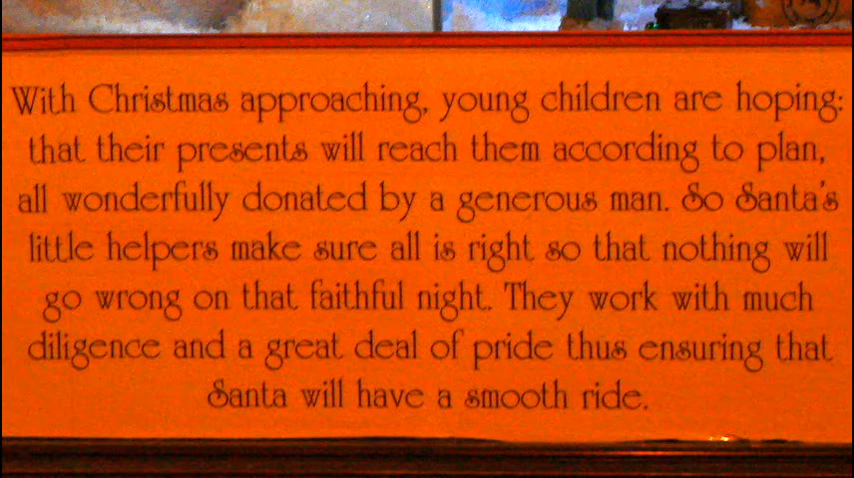 With Christmas approaching, young children are hoping:
that their presents will reach them according to plan,
all wonderfully donated by a generous man. So Santa's
little helpers make sure all is right so that nothing will
go wrong on that faithful night. They work with much
diligence and a great deal of pride thus ensuring that
Santa will have a smooth ride.